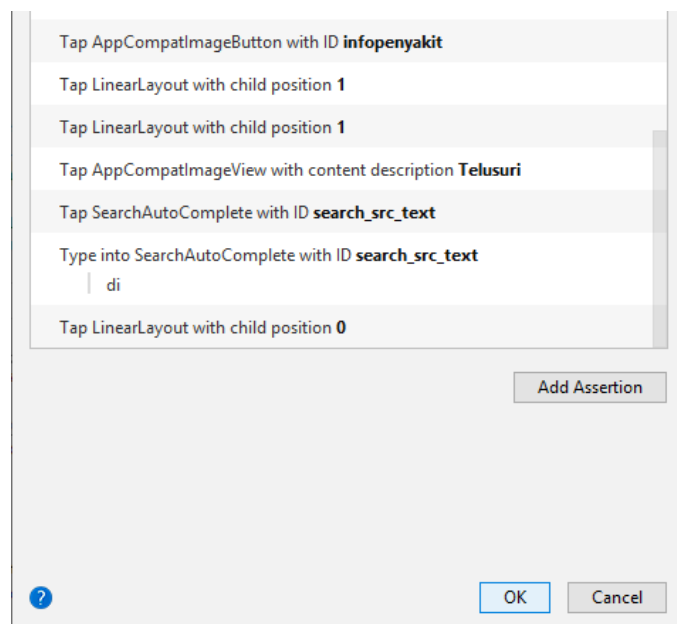 Tap AppCompatImageButton with ID infopenyakit
Tap LinearLayout with child position 1
Tap LinearLayout with child position 1
Tap AppCompatImageView with content description Telusuri
Tap SearchAutoComplete with ID search_src_text
Type into SearchAutoComplete with ID search_src_text
di
Tap LinearLayout with child position 0
Add Assertion
?
OK
Cancel